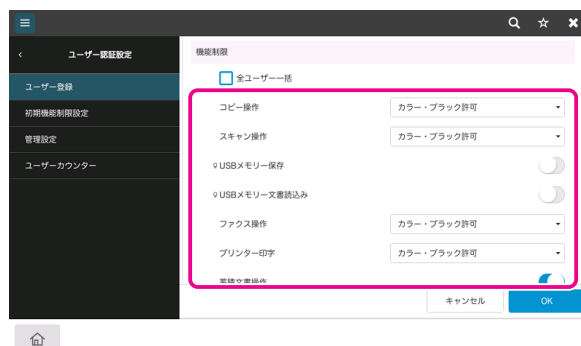 ユーザー認証設定
ユーザー登録
初期機能制限設定
管理設定
ユーザーカウンター
機能制限
全ユーザー一括
コピー操作 カラー・ブラック許可
スキャン操作 カラー・ブラック許可
USBメモリー保存
USBメモリー文書読込み
ファクス操作 カラー・ブラック許可
プリンター印字 カラー・ブラック許可
蓄積文書操作
キャンセル OK